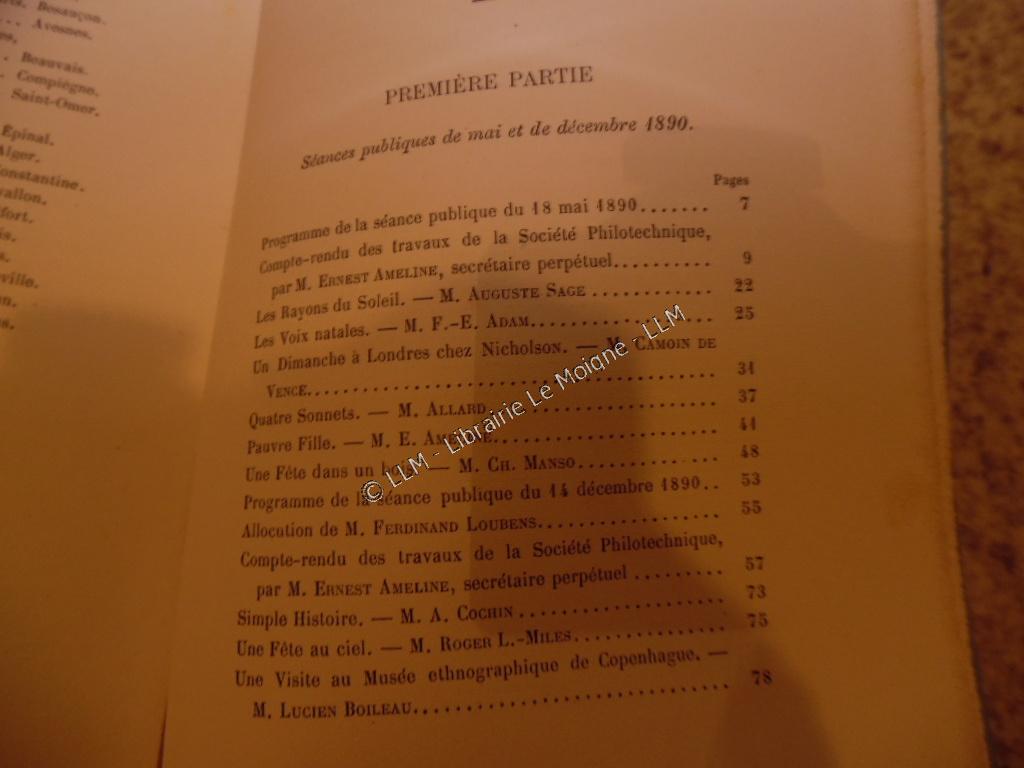 Besançon.
Avesnes.
Beauvais.
Compiègne.
Saint-Omer.
Épinal.
Alger.
PREMIÈRE PARTIE
Séances publiques de mai et de décembre 1890.
Pages
Programme de la séance publique du 18 mai 1890....... 7
Compte-rendu des travaux de la Société Philotechnique,
par M. ERNEST AMELINE, secrétaire perpétuel.......... 9
Les Rayons du Soleil. — M. AUGUSTE SAGE ............ 22
Les Voix natales. — M. F.-E. ADAM.................. 25
Un Dimanche à Londres chez Nicholson. — M. CAMOIN DE
VENCE........................................ 31
Quatre Sonnets. — M. ALLARD...................... 37
Pauvre Fille. — M. E. AMELINE..................... 41
Une Fête dans un bois. — M. CH. MANSO............. 48
Programme de la séance publique du 14 décembre 1890.. 53
Allocution de M. FERDINAND LOUBENS.................. 55
Compte-rendu des travaux de la Société Philotechnique,
par M. ERNEST AMELINE, secrétaire perpétuel ......... 57
Simple Histoire. — M. A. COCHIN .................... 73
Une Fête au ciel. — M. ROGER L.-MILES............... 75
Une Visite au Musée ethnographique de Copenhague. —
M. LUCIEN BOILEAU................................ 78
© LLM - Librairie Le Moigne - LLM